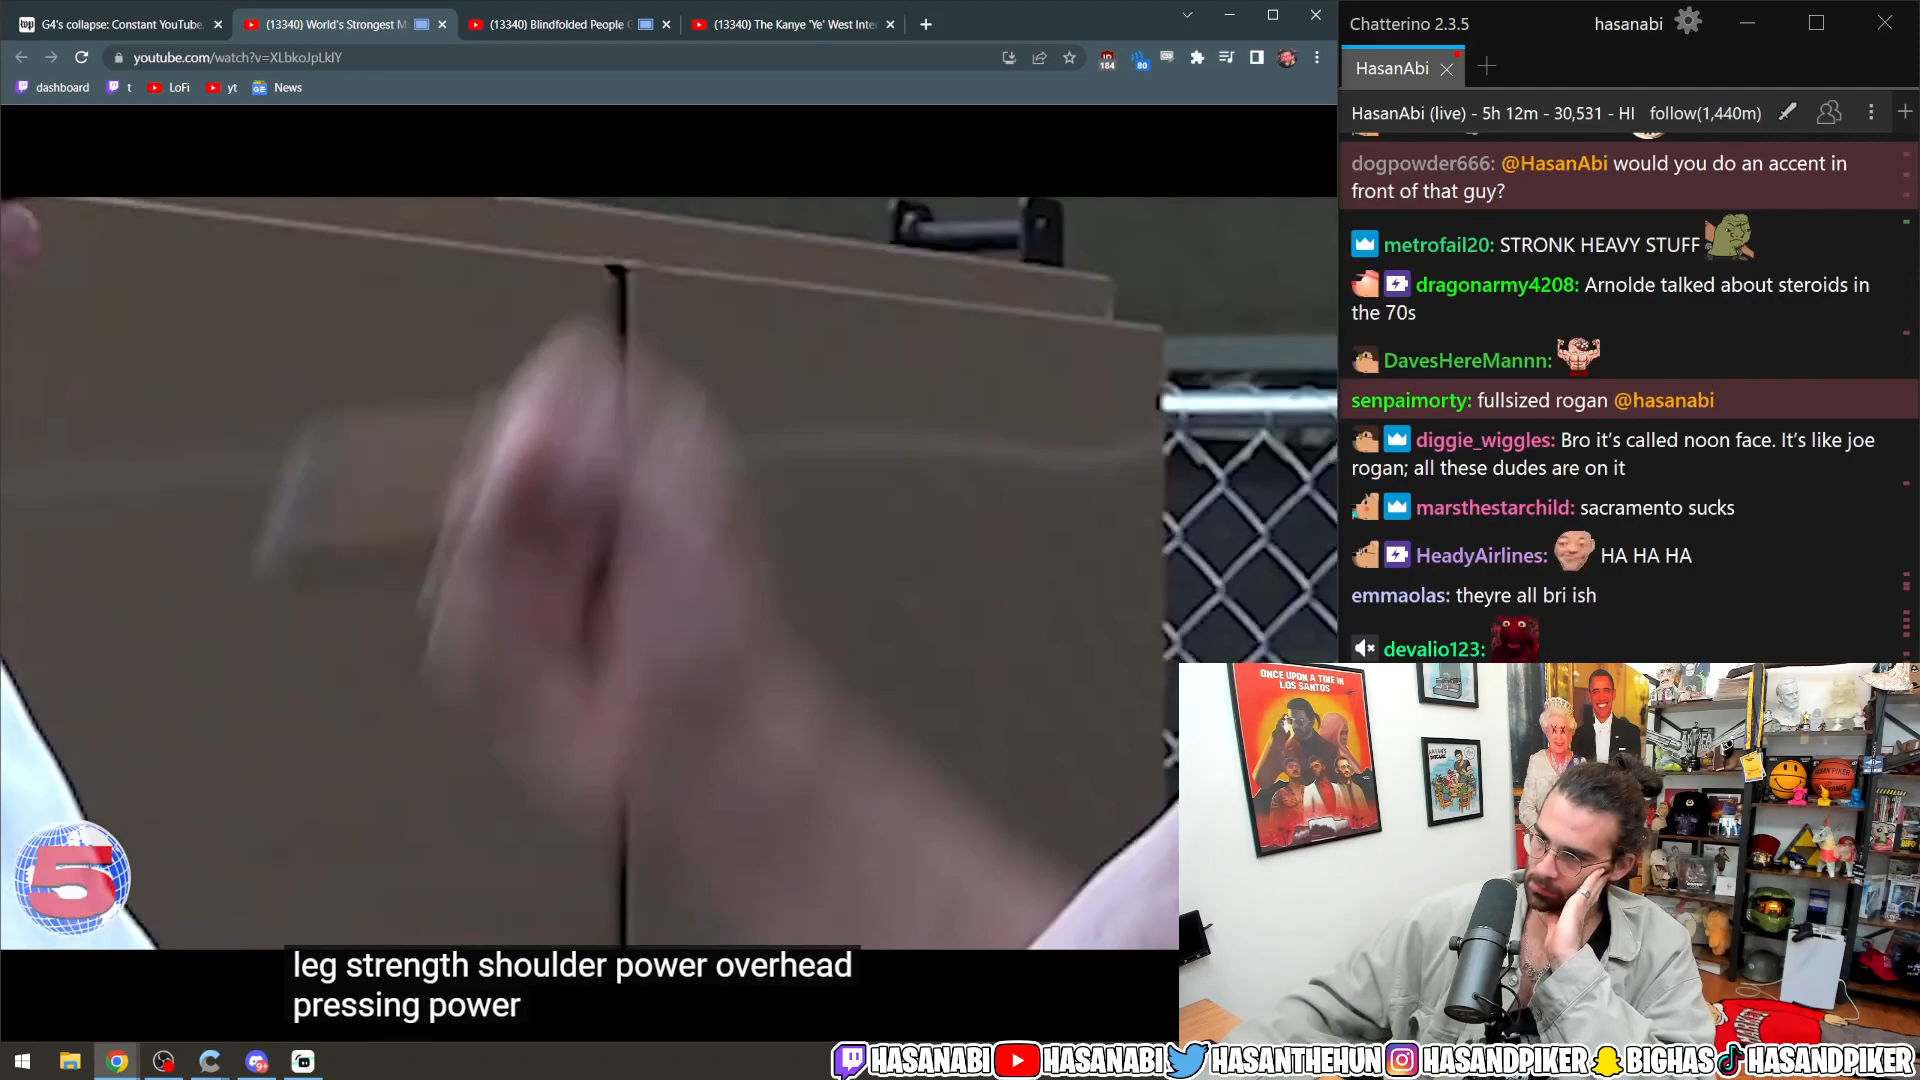 G4's collapse: Constant YouTube,
(13340) World's Strongest M
(13340) Blindfolded People G
(13340) The Kanye 'Ye' West Inte
youtube.com/watch?v=XLbkoJpLkIY
184
80
dashboard
t
LoFi
yt
News
5
leg strength shoulder power overhead
pressing power
Chatterino 2.3.5
hasanabi
HasanAbi
HasanAbi (live) - 5h 12m - 30,531 - HI
follow(1,440m)
dogpowder666: @HasanAbi would you do an accent in
front of that guy?
metrofail20: STRONK HEAVY STUFF
dragonarmy4208: Arnolde talked about steroids in
the 70s
DavesHereMannn:
senpaimorty: fullsized rogan @hasanabi
diggie_wiggles: Bro it's called noon face. It's like joe
rogan; all these dudes are on it
marsthestarchild: sacramento sucks
HeadyAirlines: HA HA HA
emmaolas: theyre all bri ish
devalio123:
ONCE UPON A TIME IN
LOS SANTOS
HASANABI
HASANABI
HASANTHEHUN
HASANDPIKER
BIGHAS
HASANDPIKER